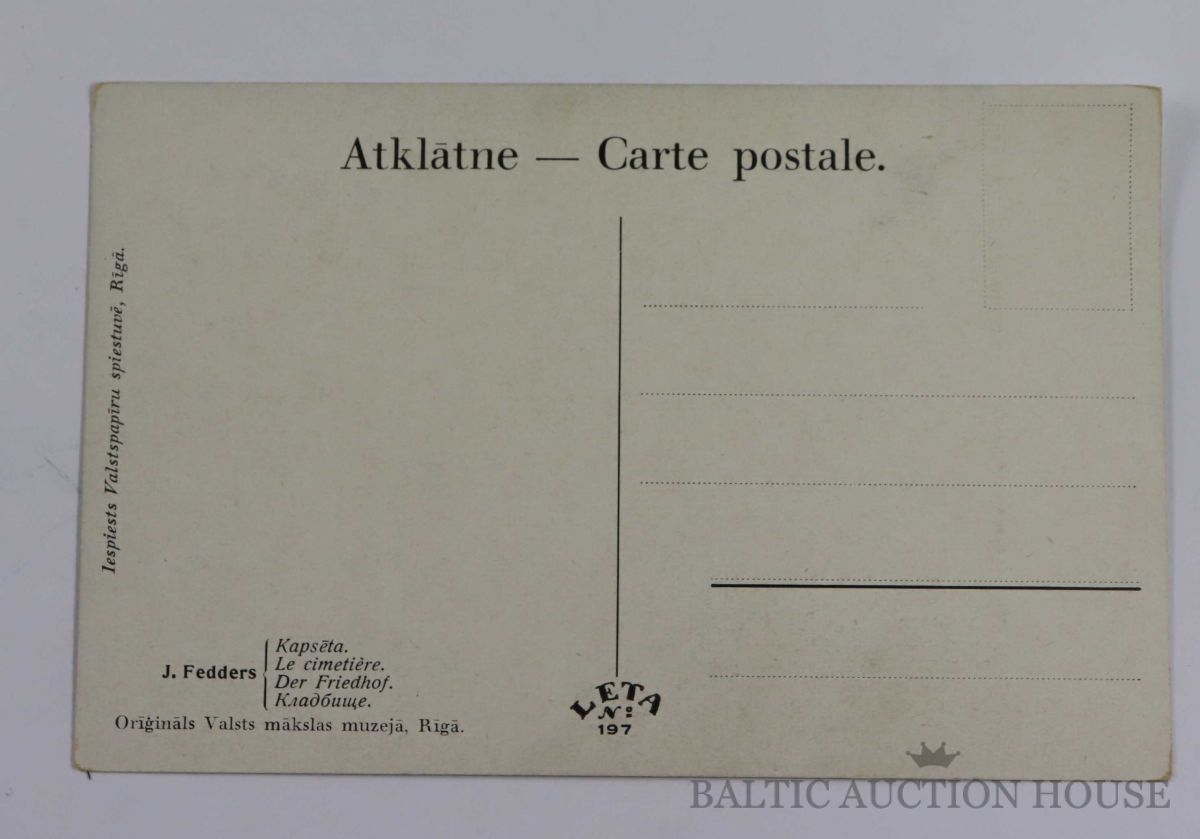 Atklātne — Carte postale.
Iespiests Valstspapīru spiestuvē, Rīgā.
J. Fedders
Kapsēta.
Le cimetière.
Der Friedhof.
Кладбище.
Orīģināls Valsts mākslas muzejā, Rīgā.
LETA
№
197
BALTIC AUCTION HOUSE